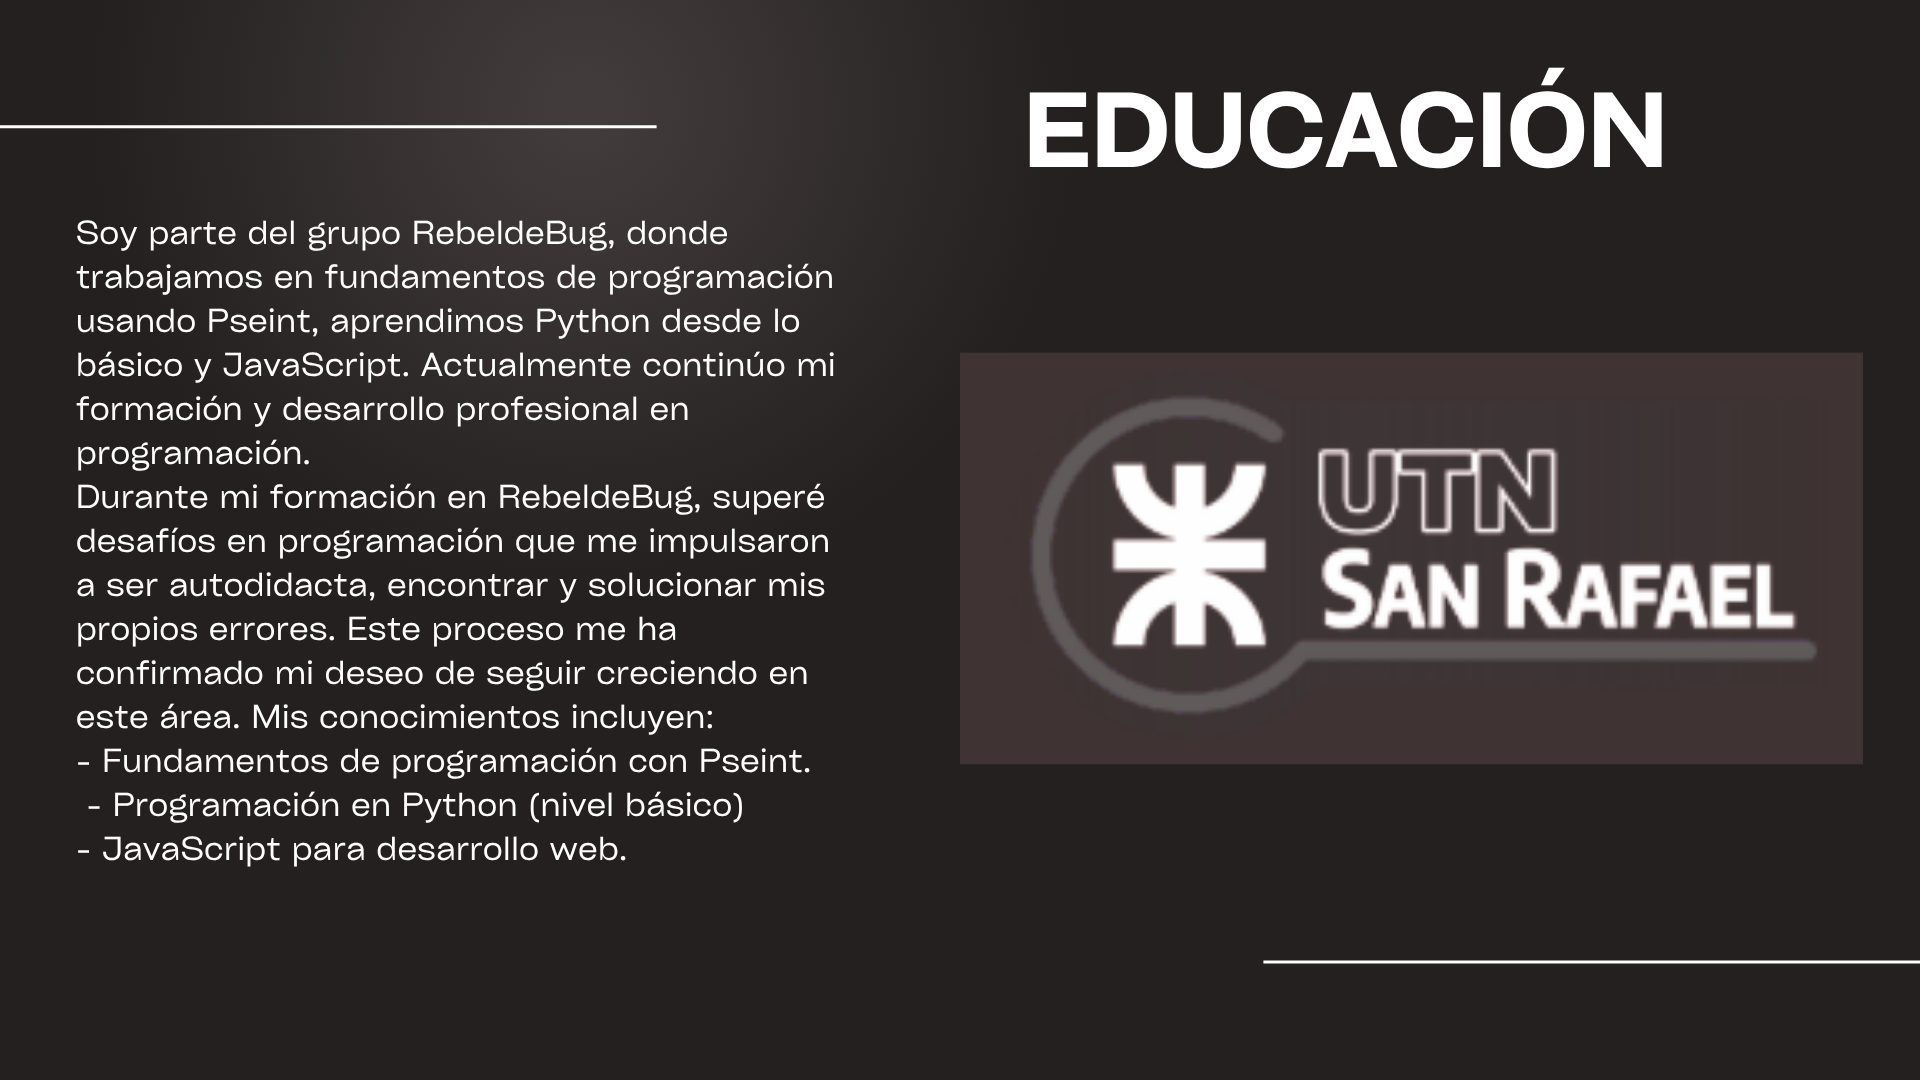 EDUCACIÓN
Soy parte del grupo RebeldeBug, donde
trabajamos en fundamentos de programación
usando Pseint, aprendimos Python desde lo
básico y JavaScript. Actualmente continúo mi
formación y desarrollo profesional en
programación.
Durante mi formación en RebeldeBug, superé
desafíos en programación que me impulsaron
a ser autodidacta, encontrar y solucionar mis
propios errores. Este proceso me ha
confirmado mi deseo de seguir creciendo en
este área. Mis conocimientos incluyen:
- Fundamentos de programación con Pseint.
- Programación en Python (nivel básico)
- JavaScript para desarrollo web.
UTN
SAN RAFAEL